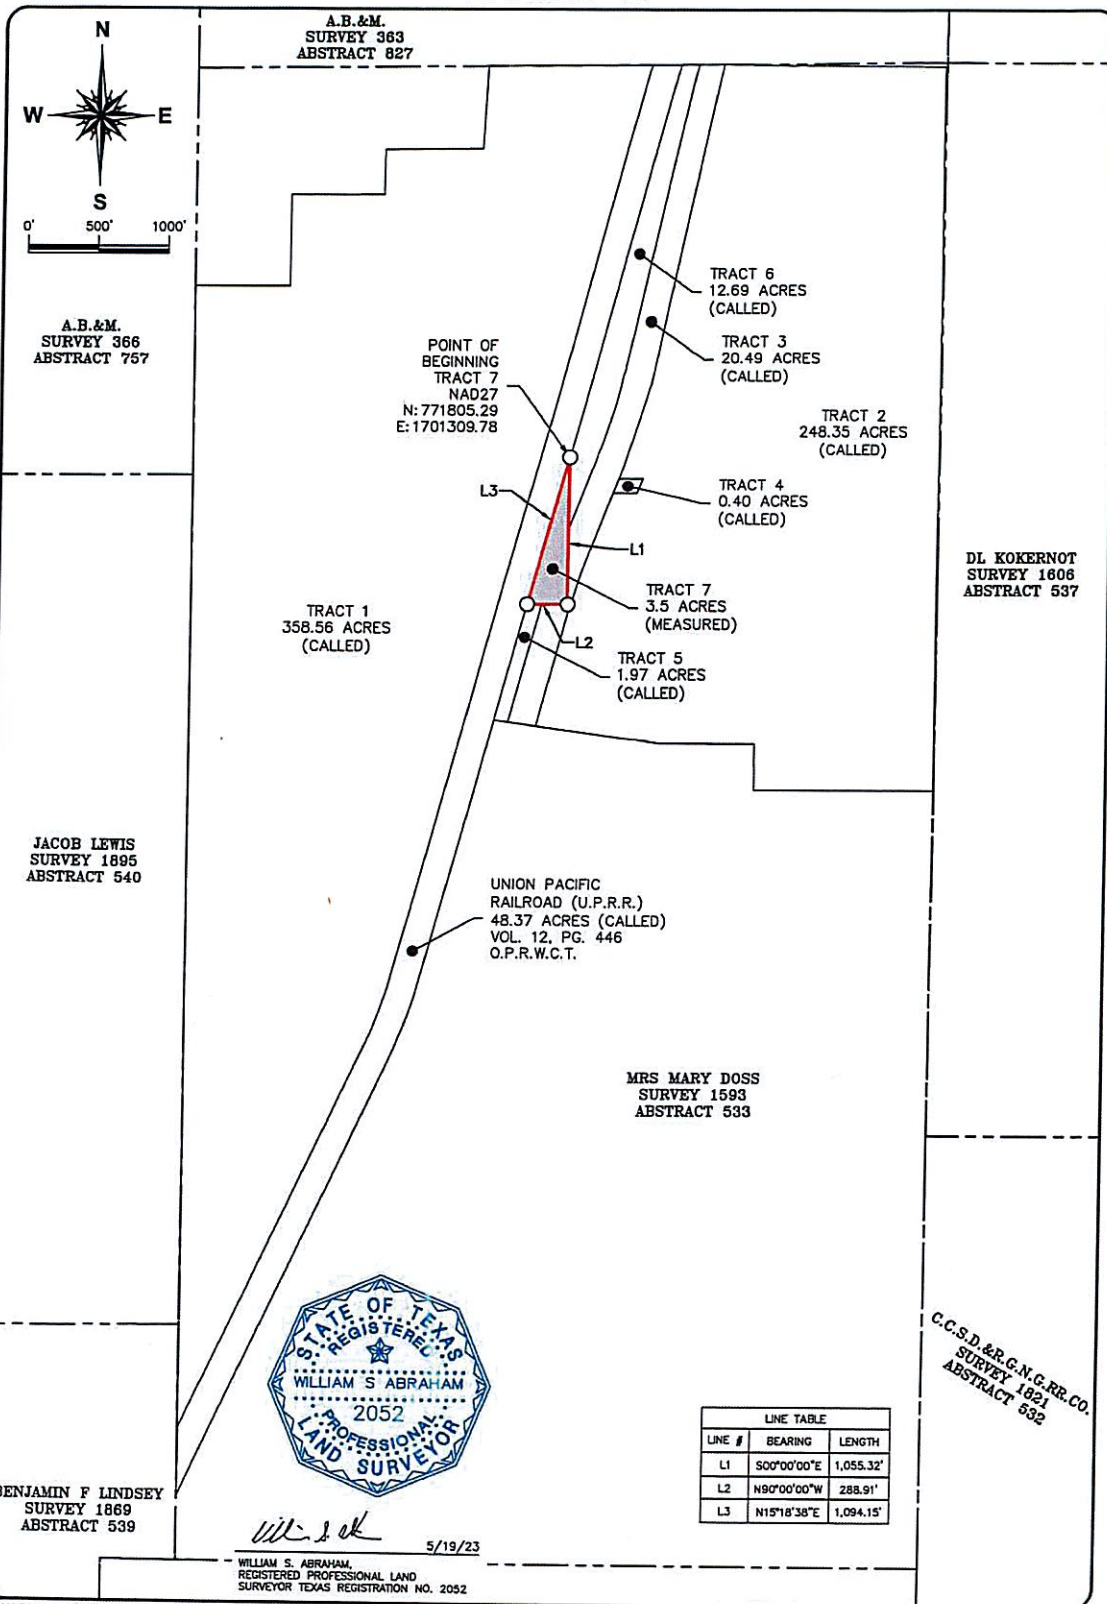 A.B.&M.
SURVEY 363
ABSTRACT 827
N
W
E
S
0'
500'
1000'
A.B.&M.
SURVEY 366
ABSTRACT 757
POINT OF
BEGINNING
TRACT 7
NAD27
N: 771805.29
E: 1701309.78
TRACT 6
12.69 ACRES
(CALLED)
TRACT 3
20.49 ACRES
(CALLED)
TRACT 2
248.35 ACRES
(CALLED)
TRACT 4
0.40 ACRES
(CALLED)
L3
L1
DL KOKERNOT
SURVEY 1606
ABSTRACT 537
TRACT 7
3.5 ACRES
(MEASURED)
TRACT 1
358.56 ACRES
(CALLED)
L2
TRACT 5
1.97 ACRES
(CALLED)
JACOB LEWIS
SURVEY 1895
ABSTRACT 540
UNION PACIFIC
RAILROAD (U.P.R.R.)
48.37 ACRES (CALLED)
VOL. 12, PG. 446
O.P.R.W.C.T.
MRS MARY DOSS
SURVEY 1593
ABSTRACT 533
C.C.S.D.&R.G.N.G.RR.CO.
SURVEY 1821
ABSTRACT 532
STATE OF TEXAS
REGISTERED
WILLIAM S ABRAHAM
2052
PROFESSIONAL
LAND SURVEYOR
LINE TABLE
LINE # BEARING LENGTH
L1 S00°00'00"E 1,055.32'
L2 N90°00'00"W 288.91'
L3 N15°18'38"E 1,094.15'
BENJAMIN F LINDSEY
SURVEY 1869
ABSTRACT 539
5/19/23
WILLIAM S. ABRAHAM,
REGISTERED PROFESSIONAL LAND
SURVEYOR TEXAS REGISTRATION NO. 2052